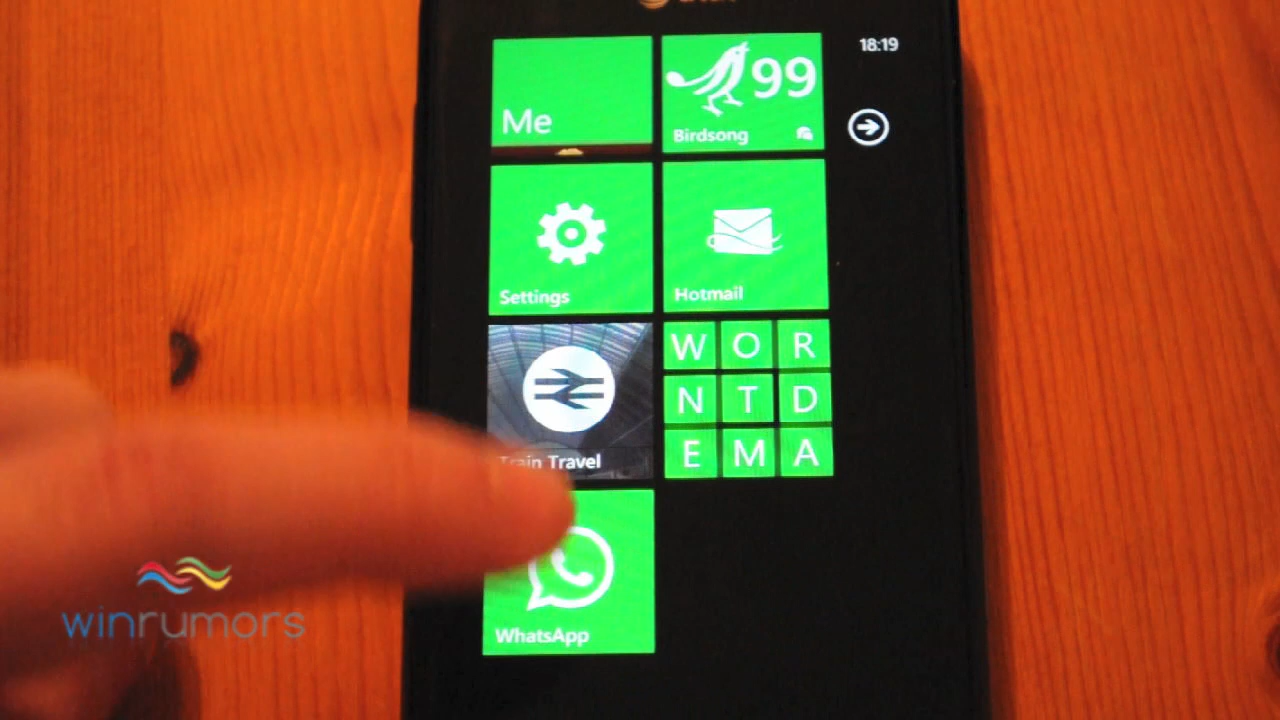 18:19
Me
99
Birdsong
Settings
Hotmail
Train Travel
W O R
N T D
E M A
WhatsApp
winrumors